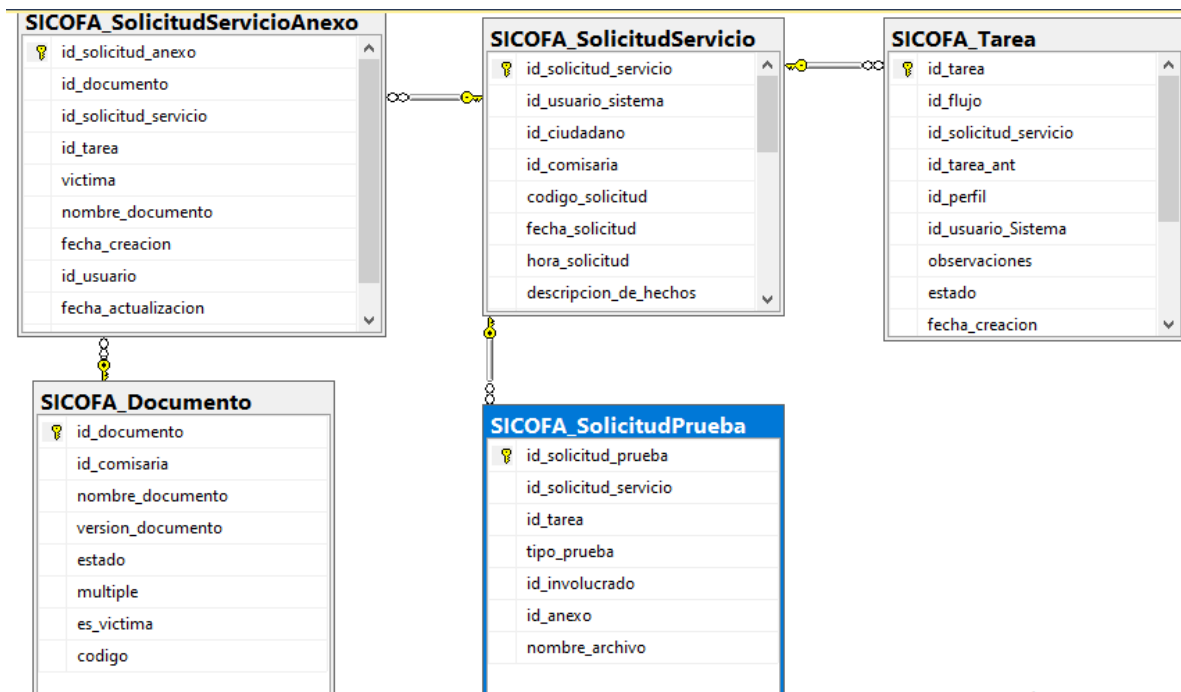 SICOFA_SolicitudServicioAnexo
id_solicitud_anexo
id_documento
id_solicitud_servicio
id_tarea
victima
nombre_documento
fecha_creacion
id_usuario
fecha_actualizacion
SICOFA_SolicitudServicio
id_solicitud_servicio
id_usuario_sistema
id_ciudadano
id_comisaria
codigo_solicitud
fecha_solicitud
hora_solicitud
descripcion_de_hechos
SICOFA_Tarea
id_tarea
id_flujo
id_solicitud_servicio
id_tarea_ant
id_perfil
id_usuario_Sistema
observaciones
estado
fecha_creacion
SICOFA_Documento
id_documento
id_comisaria
nombre_documento
version_documento
estado
multiple
es_victima
codigo
SICOFA_SolicitudPrueba
id_solicitud_prueba
id_solicitud_servicio
id_tarea
tipo_prueba
id_involucrado
id_anexo
nombre_archivo